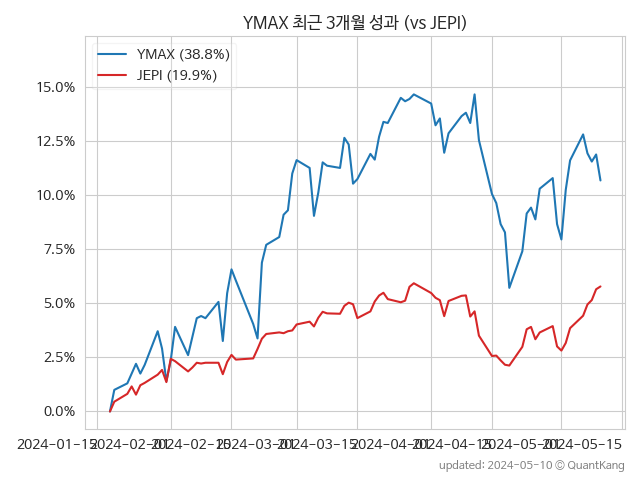 YMAX 최근 3개월 성과 (vs JEPI)
YMAX (38.8%)
JEPI (19.9%)
15.0%
12.5%
10.0%
7.5%
5.0%
2.5%
0.0%
2024-01-15 2024-02-01 2024-02-15 2024-03-01 2024-03-15 2024-04-01 2024-04-15 2024-05-01 2024-05-15
updated: 2024-05-10 © QuantKang